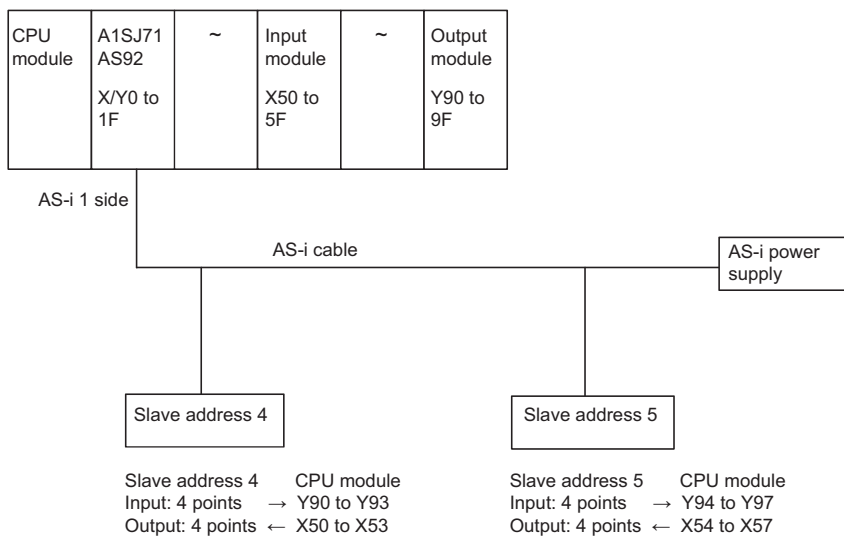 CPU module
A1SJ71 AS92
X/Y0 to 1F
~
Input module
X50 to 5F
~
Output module
Y90 to 9F
AS-i 1 side
AS-i cable
AS-i power supply
Slave address 4
Slave address 5
Slave address 4 CPU module
Input: 4 points → Y90 to Y93
Output: 4 points ← X50 to X53
Slave address 5 CPU module
Input: 4 points → Y94 to Y97
Output: 4 points ← X54 to X57